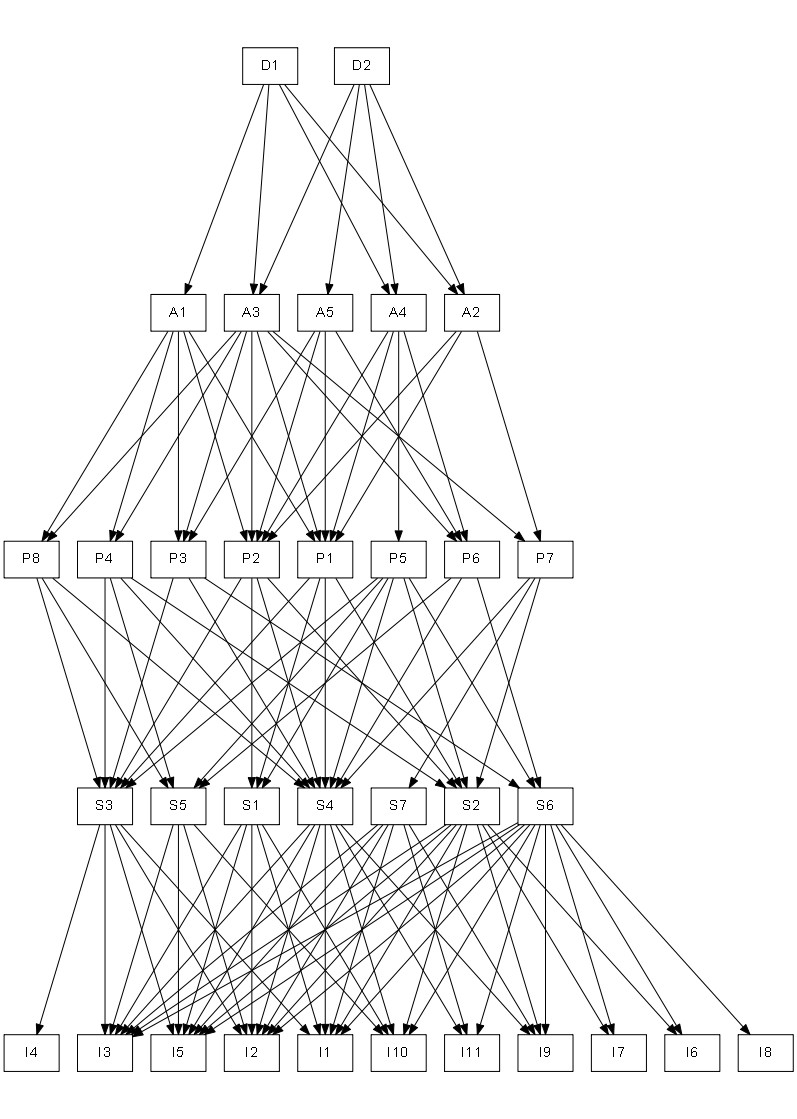 D1 D2
A1 A3 A5 A4 A2
P8 P4 P3 P2 P1 P5 P6 P7
S3 S5 S1 S4 S7 S2 S6
I4 I3 I5 I2 I1 I10 I11 I9 I7 I6 I8